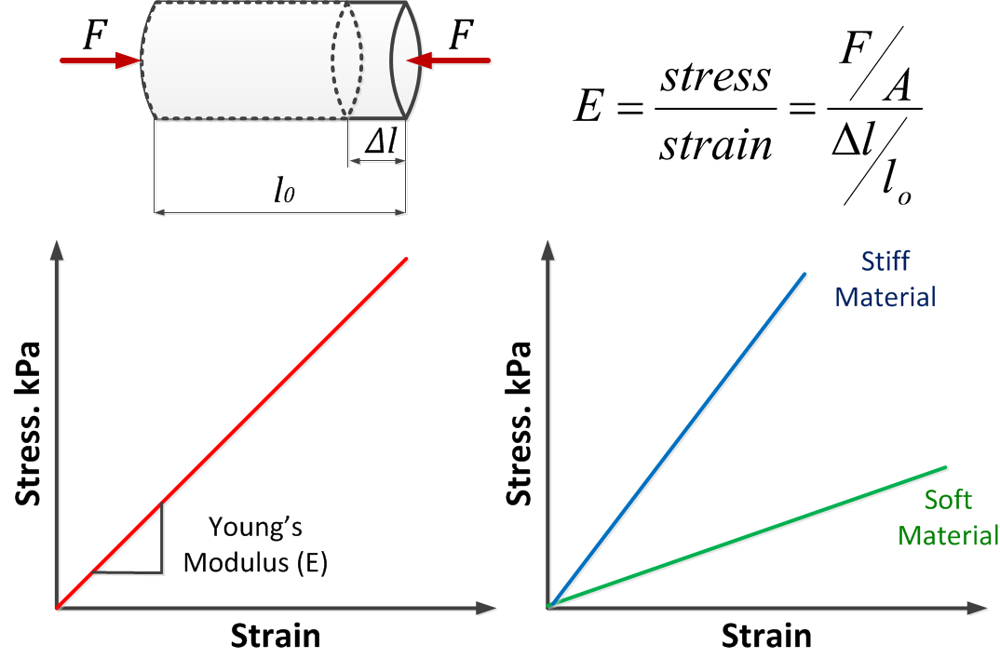 F
F
Δl
l₀
E = stress / strain = F/A / Δl/lₒ
Stress. kPa
Young's
Modulus (E)
Strain
Stress. kPa
Stiff
Material
Soft
Material
Strain